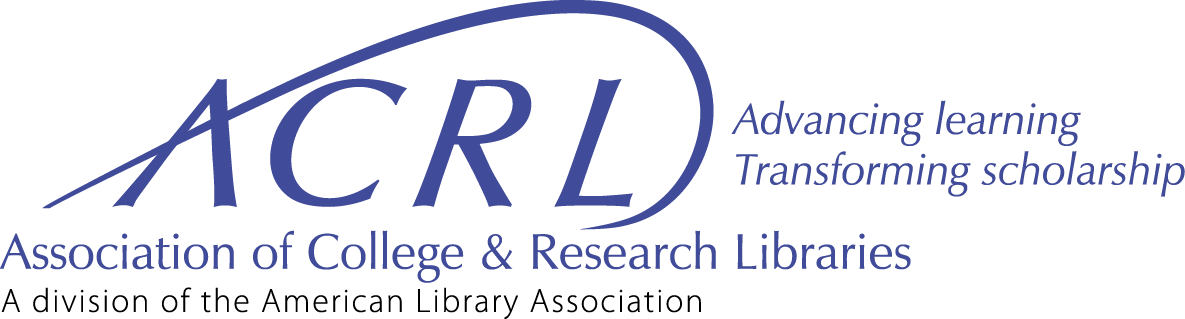 ACRL
Advancing learning
Transforming scholarship
Association of College & Research Libraries
A division of the American Library Association